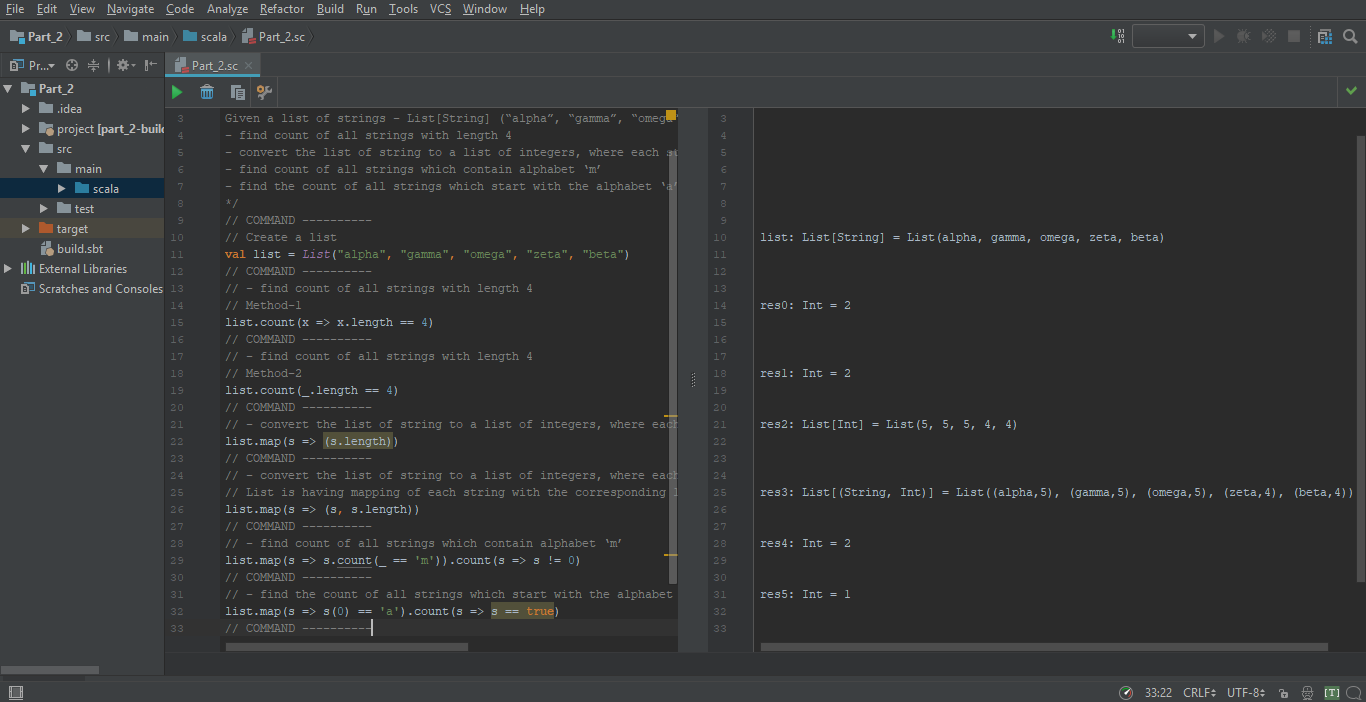 File Edit View Navigate Code Analyze Refactor Build Run Tools VCS Window Help
Part_2 src main scala Part_2.sc
Pr...
Part_2.sc
Part_2
.idea
project [part_2-build
src
main
scala
test
target
build.sbt
External Libraries
Scratches and Consoles
3 Given a list of strings - List[String] (“alpha”, “gamma”, “omega”
4 - find count of all strings with length 4
5 - convert the list of string to a list of integers, where each
6 - find count of all strings which contain alphabet ‘m’
7 - find the count of all strings which start with the alphabet ‘a’
8 */
9 // COMMAND ----------
10 // Create a list
11 val list = List("alpha", "gamma", "omega", "zeta", "beta")
12 // COMMAND ----------
13 // - find count of all strings with length 4
14 // Method-1
15 list.count(x => x.length == 4)
16 // COMMAND ----------
17 // - find count of all strings with length 4
18 // Method-2
19 list.count(_.length == 4)
20 // COMMAND ----------
21 // - convert the list of string to a list of integers, where each
22 list.map(s => (s.length))
23 // COMMAND ----------
24 // - convert the list of string to a list of integers, where each
25 // List is having mapping of each string with the corresponding
26 list.map(s => (s, s.length))
27 // COMMAND ----------
28 // - find count of all strings which contain alphabet ‘m’
29 list.map(s => s.count(_ == 'm')).count(s => s != 0)
30 // COMMAND ----------
31 // - find the count of all strings which start with the alphabet
32 list.map(s => s(0) == 'a').count(s => s == true)
33 // COMMAND ----------
3
4
5
6
7
8
9
10 list: List[String] = List(alpha, gamma, omega, zeta, beta)
11
12
13
14 res0: Int = 2
15
16
17
18 res1: Int = 2
19
20
21 res2: List[Int] = List(5, 5, 5, 4, 4)
22
23
24
25 res3: List[(String, Int)] = List((alpha,5), (gamma,5), (omega,5), (zeta,4), (beta,4))
26
27
28 res4: Int = 2
29
30
31 res5: Int = 1
32
33
33:22 CRLF UTF-8 [T]